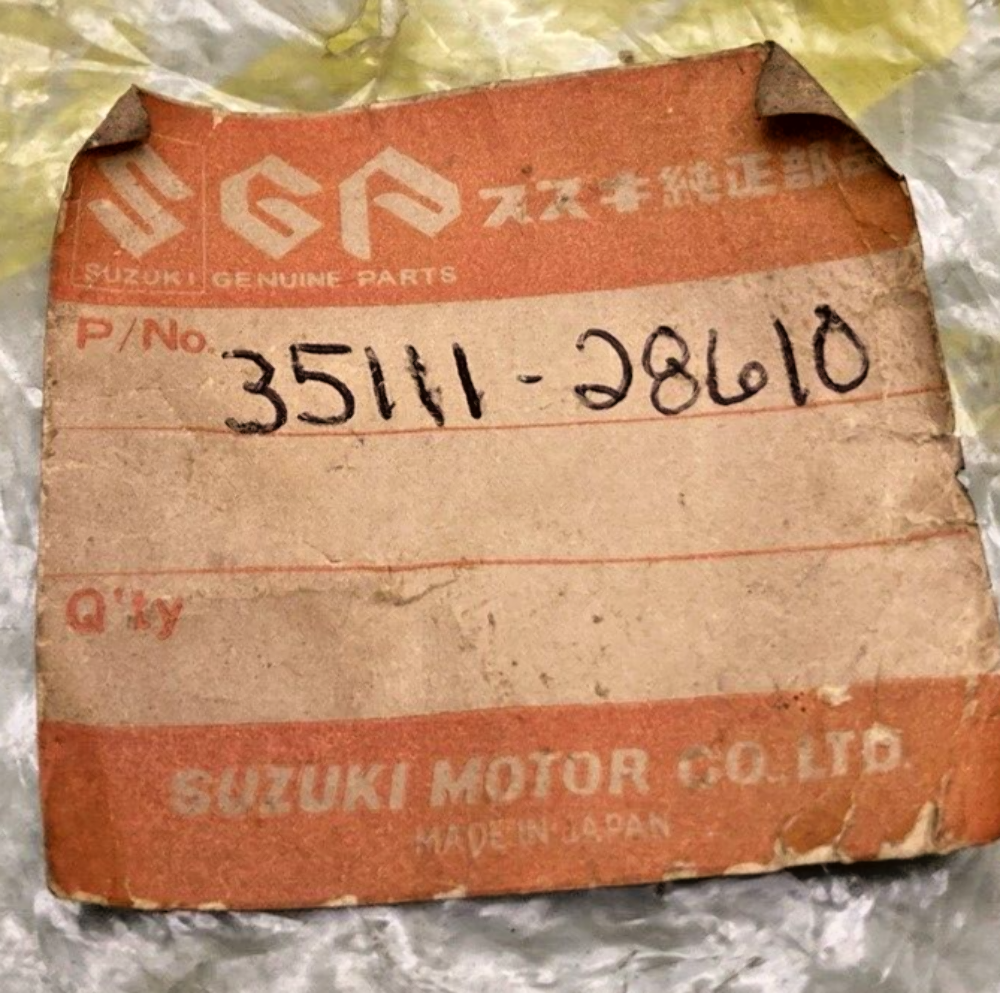 SGP スズキ純正部品
SUZUKI GENUINE PARTS
P/No. 35111-28610
Q'ty
SUZUKI MOTOR CO. LTD.
MADE IN JAPAN